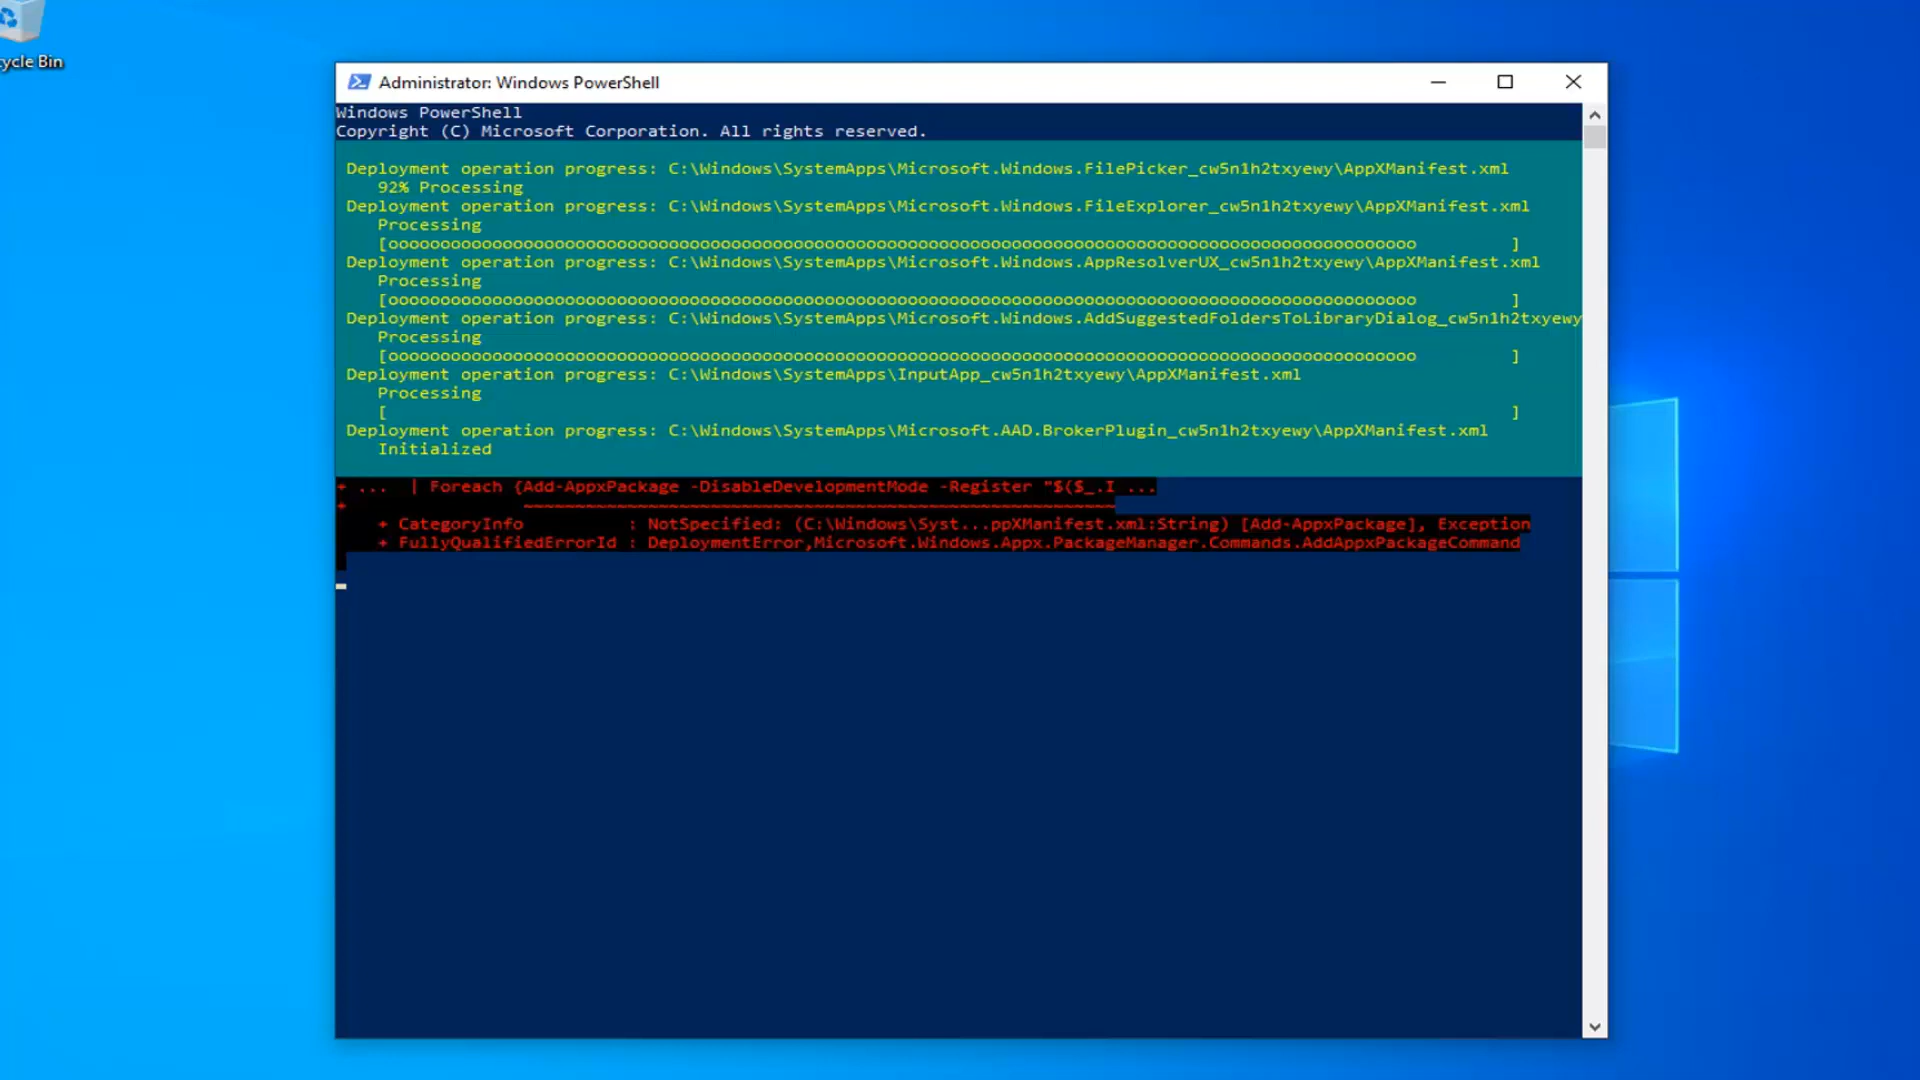 cycle Bin
Administrator: Windows PowerShell
Windows PowerShell
Copyright (C) Microsoft Corporation. All rights reserved.
Deployment operation progress: C:\Windows\SystemApps\Microsoft.Windows.FilePicker_cw5n1h2txyewy\AppXManifest.xml
92% Processing
Deployment operation progress: C:\Windows\SystemApps\Microsoft.Windows.FileExplorer_cw5n1h2txyewy\AppXManifest.xml
Processing
[ooooooooooooooooooooooooooooooooooooooooooooooooooooooooooooooooooooooooooooooooooooooooooooooooooo         ]
Deployment operation progress: C:\Windows\SystemApps\Microsoft.Windows.AppResolverUX_cw5n1h2txyewy\AppXManifest.xml
Processing
[ooooooooooooooooooooooooooooooooooooooooooooooooooooooooooooooooooooooooooooooooooooooooooooooooooo         ]
Deployment operation progress: C:\Windows\SystemApps\Microsoft.Windows.AddSuggestedFoldersToLibraryDialog_cw5n1h2txyewy
Processing
[ooooooooooooooooooooooooooooooooooooooooooooooooooooooooooooooooooooooooooooooooooooooooooooooooooo         ]
Deployment operation progress: C:\Windows\SystemApps\InputApp_cw5n1h2txyewy\AppXManifest.xml
Processing
[                                                                                                            ]
Deployment operation progress: C:\Windows\SystemApps\Microsoft.AAD.BrokerPlugin_cw5n1h2txyewy\AppXManifest.xml
Initialized
+ ...  | Foreach {Add-AppxPackage -DisableDevelopmentMode -Register "$($_.I ...
+                 ~~~~~~~~~~~~~~~~~~~~~~~~~~~~~~~~~~~~~~~~~~~~~~~~~~~~~~~~~
+ CategoryInfo          : NotSpecified: (C:\Windows\Syst...ppXManifest.xml:String) [Add-AppxPackage], Exception
+ FullyQualifiedErrorId : DeploymentError,Microsoft.Windows.Appx.PackageManager.Commands.AddAppxPackageCommand